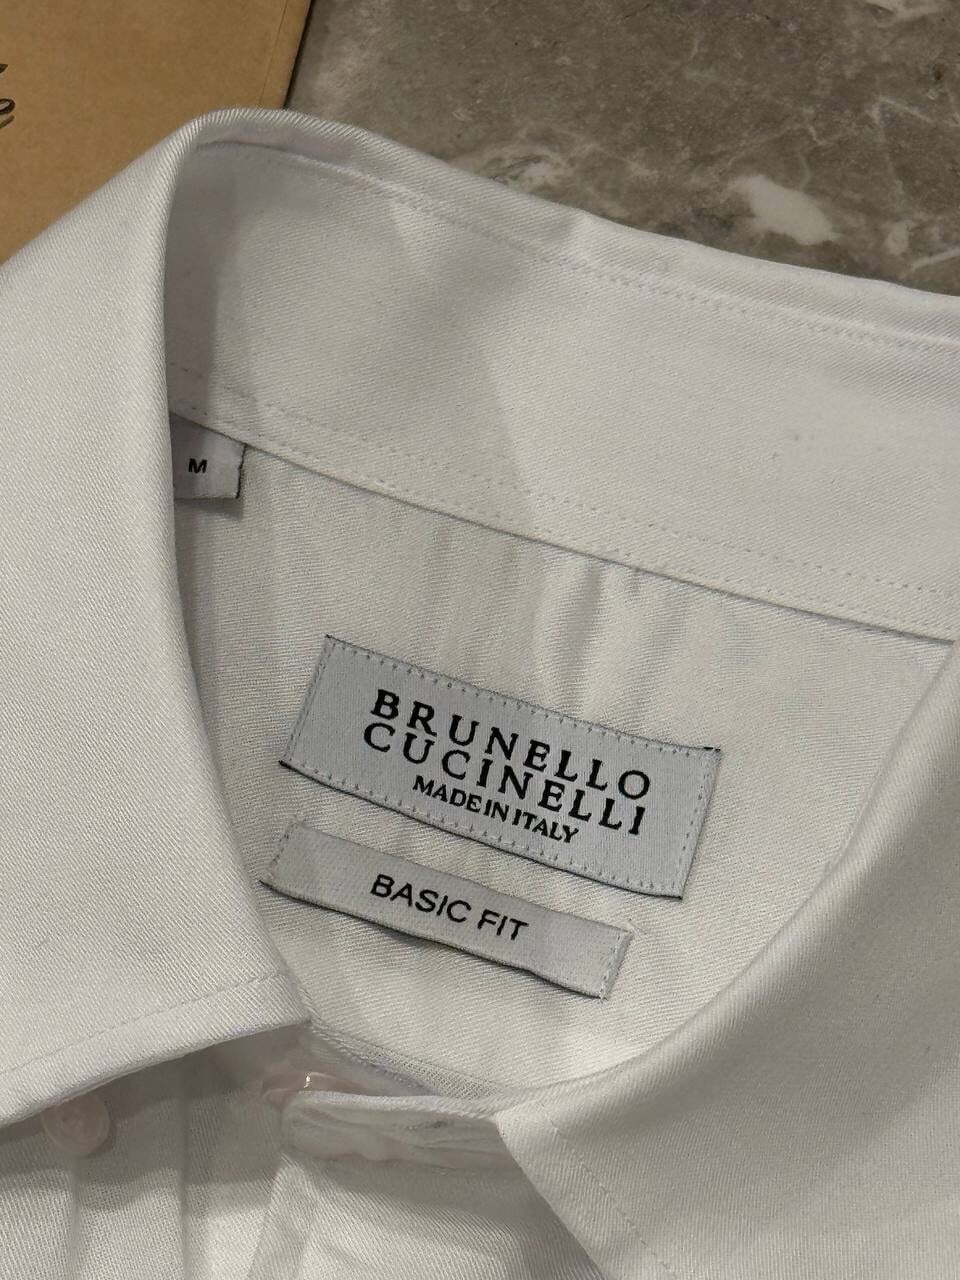 M
BRUNELLO
CUCINELLI
MADE IN ITALY
BASIC FIT